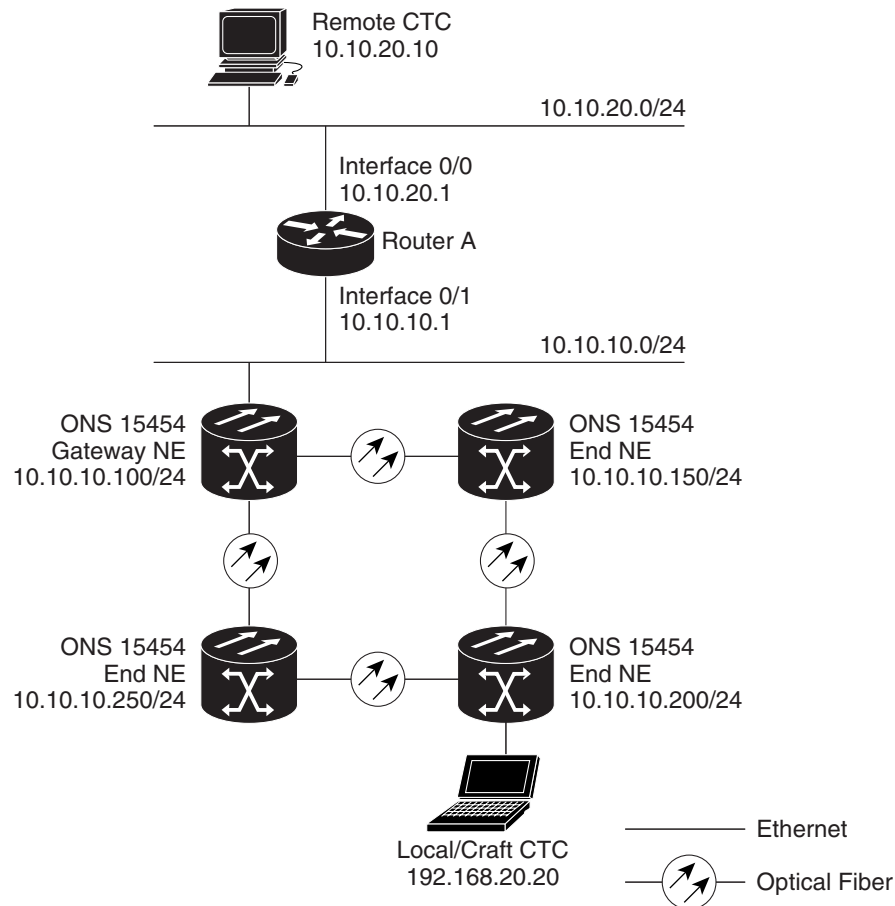 Remote CTC
10.10.20.10
10.10.20.0/24
Interface 0/0
10.10.20.1
Router A
Interface 0/1
10.10.10.1
10.10.10.0/24
ONS 15454
Gateway NE
10.10.10.100/24
ONS 15454
End NE
10.10.10.150/24
ONS 15454
End NE
10.10.10.250/24
ONS 15454
End NE
10.10.10.200/24
Local/Craft CTC
192.168.20.20
Ethernet
Optical Fiber